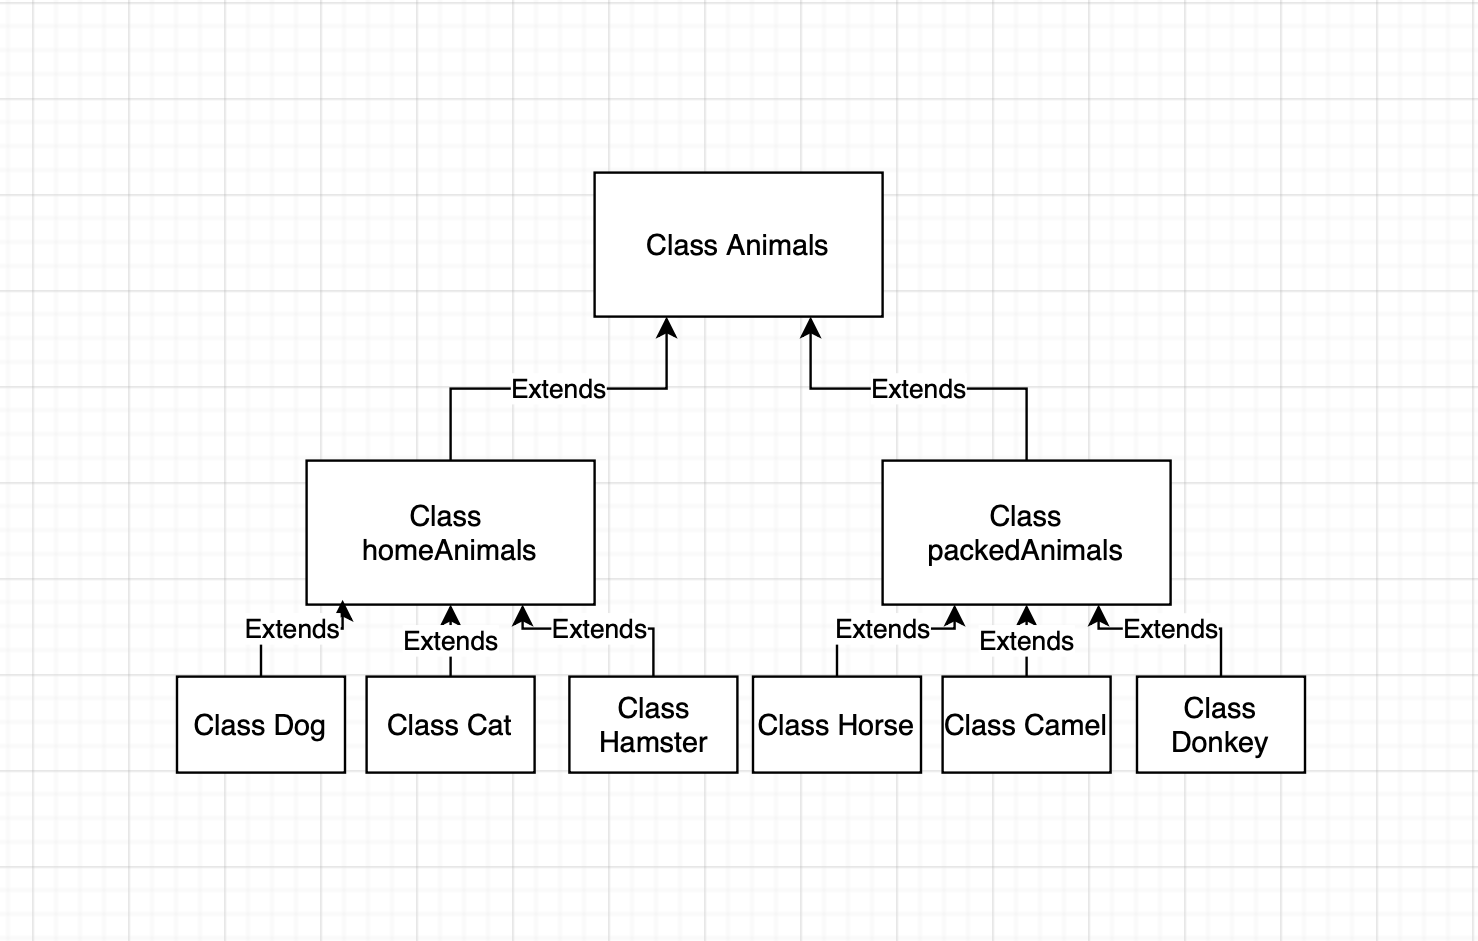 Class Animals
Extends
Extends
Class
homeAnimals
Class
packedAnimals
Extends
Extends
Extends
Extends
Extends
Extends
Class Dog
Class Cat
Class
Hamster
Class Horse
Class Camel
Class
Donkey